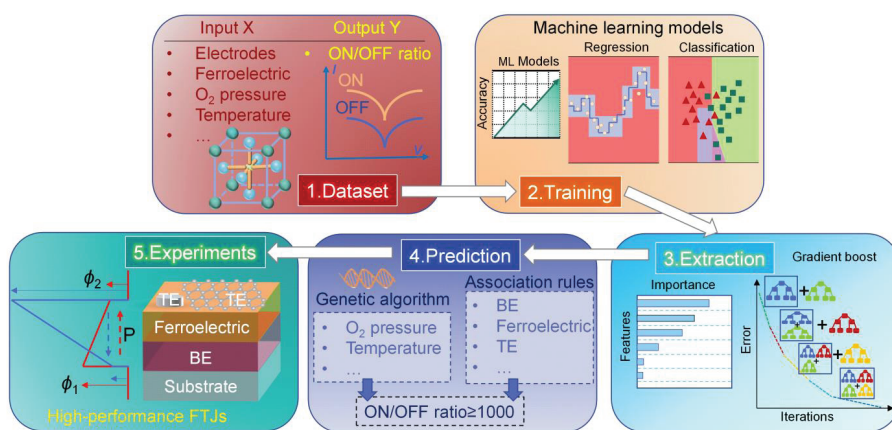 Input X
Output Y
• Electrodes
• Ferroelectric
• O₂ pressure
• Temperature
• ...
• ON/OFF ratio
I
ON
OFF
V
1.Dataset
Machine learning models
ML Models
Regression
Classification
Accuracy
2.Training
3.Extraction
Gradient boost
Importance
Features
Error
Iterations
4.Prediction
Genetic algorithm
• O₂ pressure
• Temperature
• ...
Association rules
• BE
• Ferroelectric
• TE
• ...
ON/OFF ratio≥1000
5.Experiments
ϕ₂
P
ϕ₁
TE
TE
Ferroelectric
BE
Substrate
High-performance FTJs